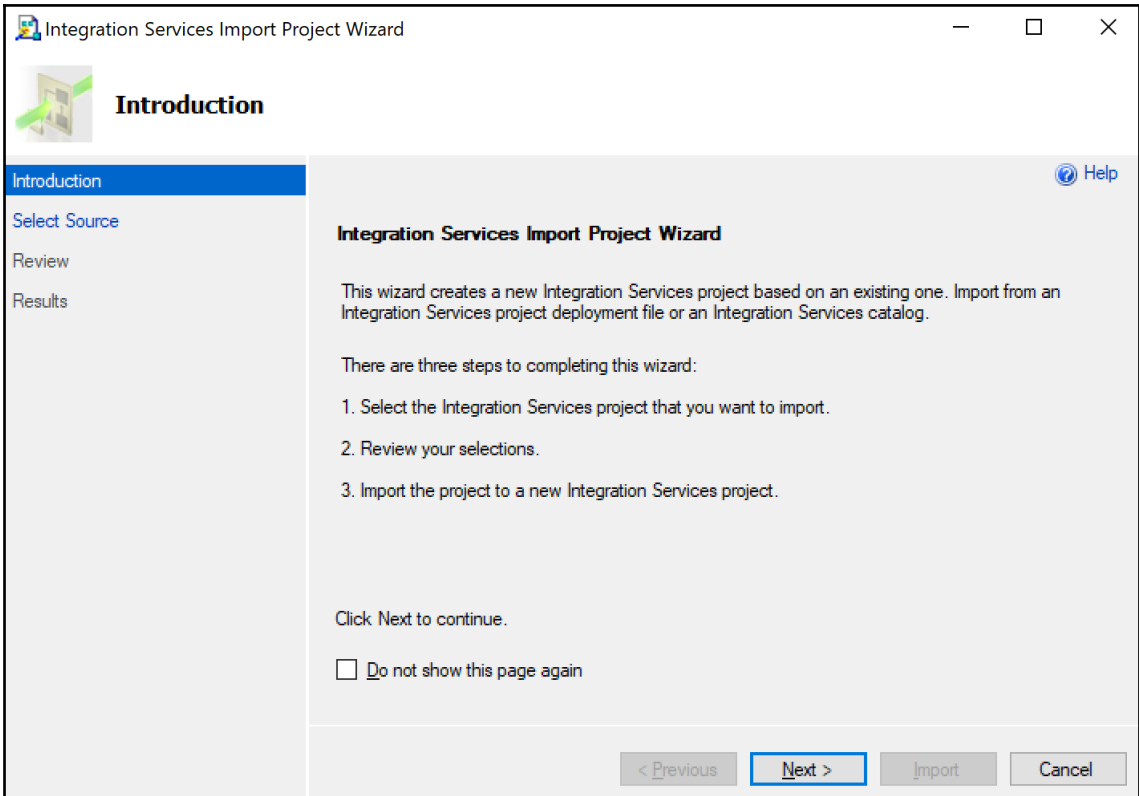 Integration Services Import Project Wizard
Introduction
Introduction
Select Source
Review
Results
Help
Integration Services Import Project Wizard
This wizard creates a new Integration Services project based on an existing one. Import from an
Integration Services project deployment file or an Integration Services catalog.
There are three steps to completing this wizard:
1. Select the Integration Services project that you want to import.
2. Review your selections.
3. Import the project to a new Integration Services project.
Click Next to continue.
Do not show this page again
< Previous
Next >
Import
Cancel